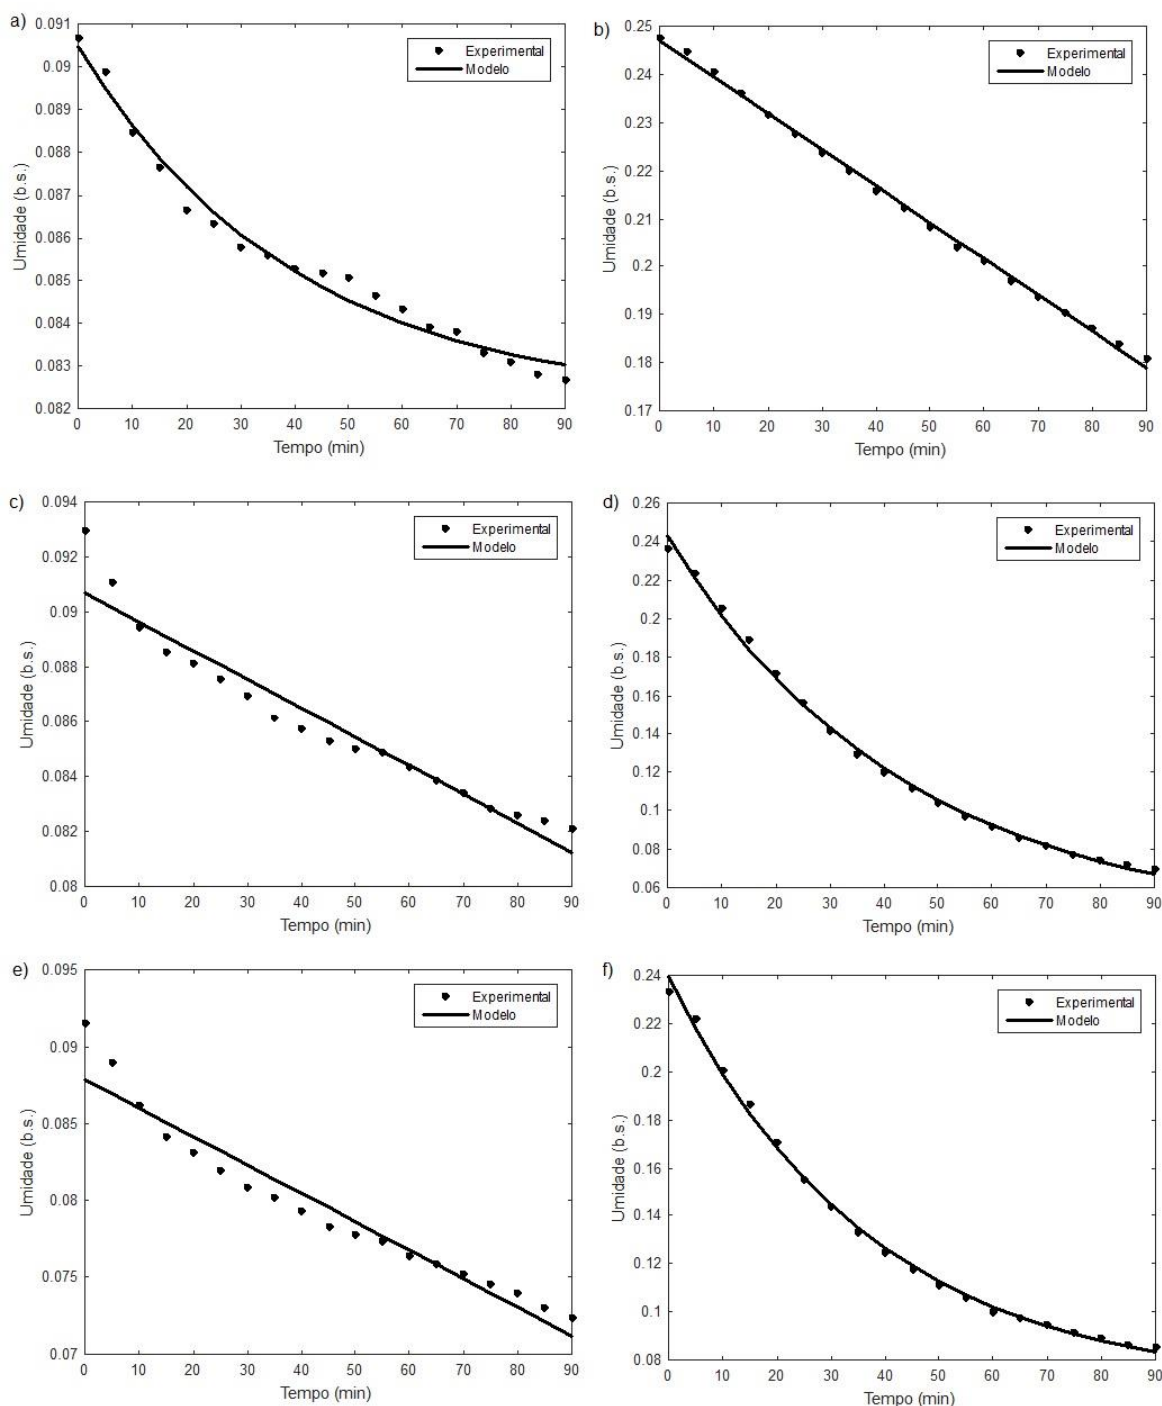 a)
0.091
0.09
0.089
0.088
0.087
0.086
0.085
0.084
0.083
0.082
Umidade (b.s.)
Experimental
Modelo
0 10 20 30 40 50 60 70 80 90
Tempo (min)
b)
0.25
0.24
0.23
0.22
0.21
0.2
0.19
0.18
0.17
Umidade (b.s.)
Experimental
Modelo
0 10 20 30 40 50 60 70 80 90
Tempo (min)
c)
0.094
0.092
0.09
0.088
0.086
0.084
0.082
0.08
Umidade (b.s.)
Experimental
Modelo
0 10 20 30 40 50 60 70 80 90
Tempo (min)
d)
0.26
0.24
0.22
0.2
0.18
0.16
0.14
0.12
0.1
0.08
0.06
Umidade (b.s.)
Experimental
Modelo
0 10 20 30 40 50 60 70 80 90
Tempo (min)
e)
0.095
0.09
0.085
0.08
0.075
0.07
Umidade (b.s.)
Experimental
Modelo
0 10 20 30 40 50 60 70 80 90
Tempo (min)
f)
0.24
0.22
0.2
0.18
0.16
0.14
0.12
0.1
0.08
Umidade (b.s.)
Experimental
Modelo
0 10 20 30 40 50 60 70 80 90
Tempo (min)